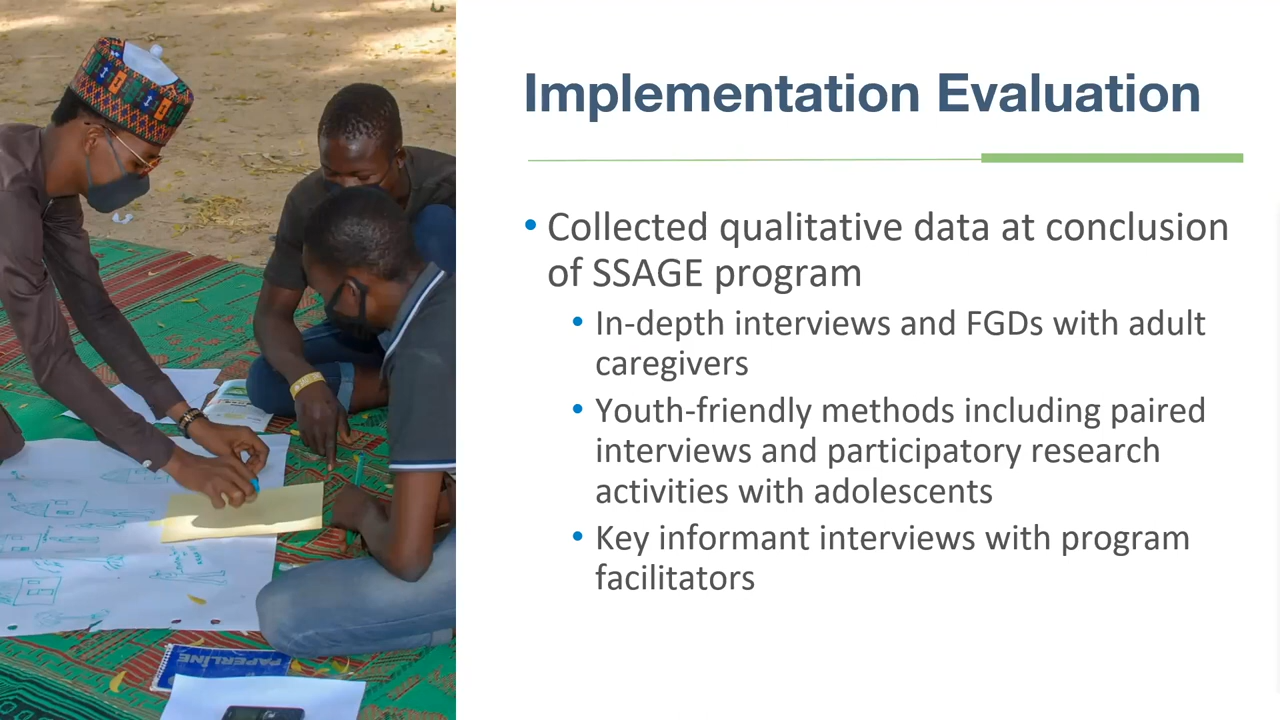 Implementation Evaluation
• Collected qualitative data at conclusion
of SSAGE program
• In-depth interviews and FGDs with adult
caregivers
• Youth-friendly methods including paired
interviews and participatory research
activities with adolescents
• Key informant interviews with program
facilitators
PAPERLINE